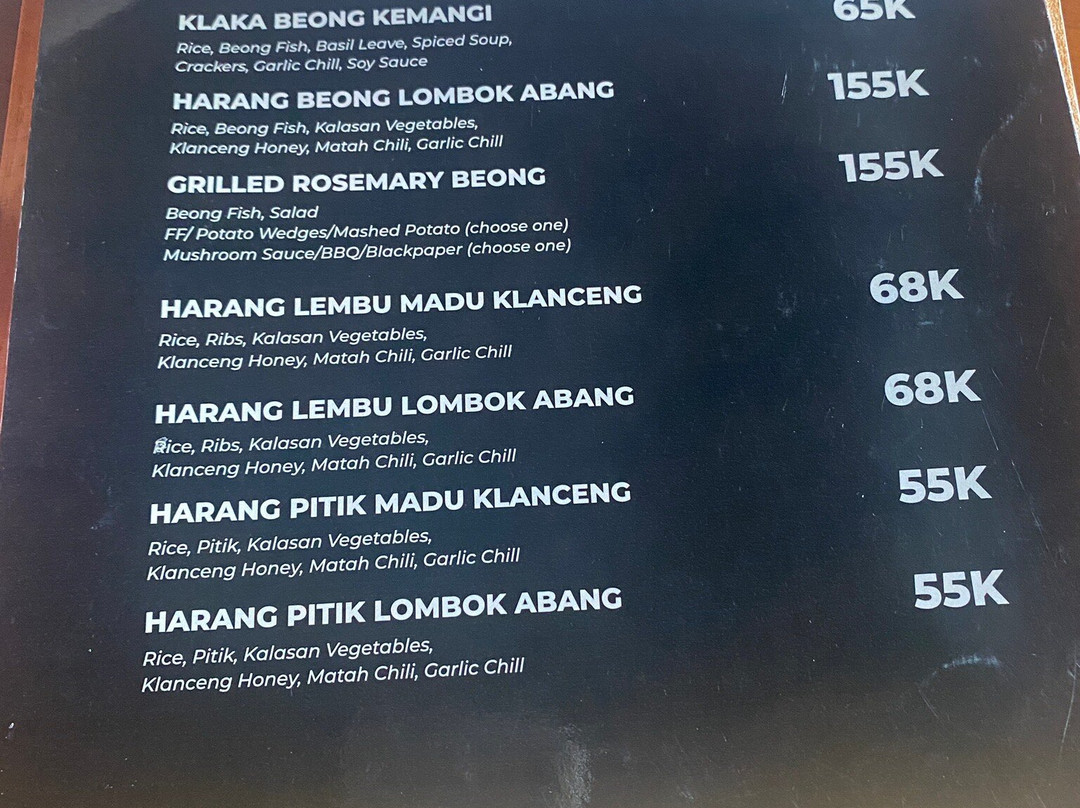 KLAKA BEONG KEMANGI 65K
Rice, Beong Fish, Basil Leave, Spiced Soup,
Crackers, Garlic Chill, Soy Sauce
HARANG BEONG LOMBOK ABANG 155K
Rice, Beong Fish, Kalasan Vegetables,
Klanceng Honey, Matah Chili, Garlic Chill
GRILLED ROSEMARY BEONG 155K
Beong Fish, Salad
FF/ Potato Wedges/Mashed Potato (choose one)
Mushroom Sauce/BBQ/Blackpaper (choose one)
HARANG LEMBU MADU KLANCENG 68K
Rice, Ribs, Kalasan Vegetables,
Klanceng Honey, Matah Chili, Garlic Chill
HARANG LEMBU LOMBOK ABANG 68K
Rice, Ribs, Kalasan Vegetables,
Klanceng Honey, Matah Chili, Garlic Chill
HARANG PITIK MADU KLANCENG 55K
Rice, Pitik, Kalasan Vegetables,
Klanceng Honey, Matah Chili, Garlic Chill
HARANG PITIK LOMBOK ABANG 55K
Rice, Pitik, Kalasan Vegetables,
Klanceng Honey, Matah Chili, Garlic Chill